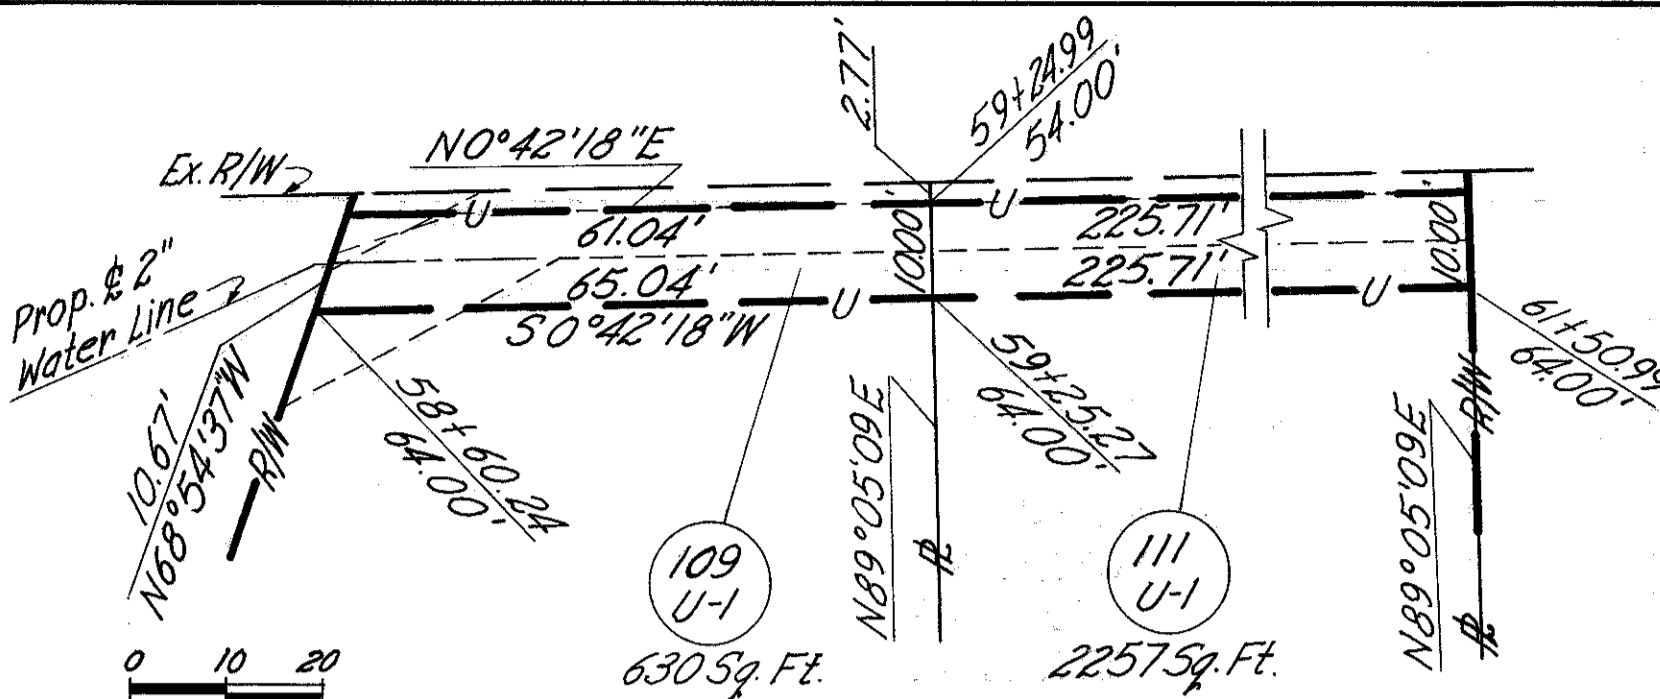 Ex. R/W
N0°42'18"E
2.77'
59+24.99
54.00'
U
U
61.04'
225.71'
10.00'
10.00'
Prop. ℄ 2"
Water Line
65.04'
225.71'
U
U
S0°42'18"W
10.67'
N68°54'37"W
R/W
58+60.24
64.00'
59+25.27
64.00'
61+50.99
64.00'
R/W
N89°05'09E
N89°05'09E
109
U-1
630 Sq. Ft.
111
U-1
2257 Sq. Ft.
0 10 20